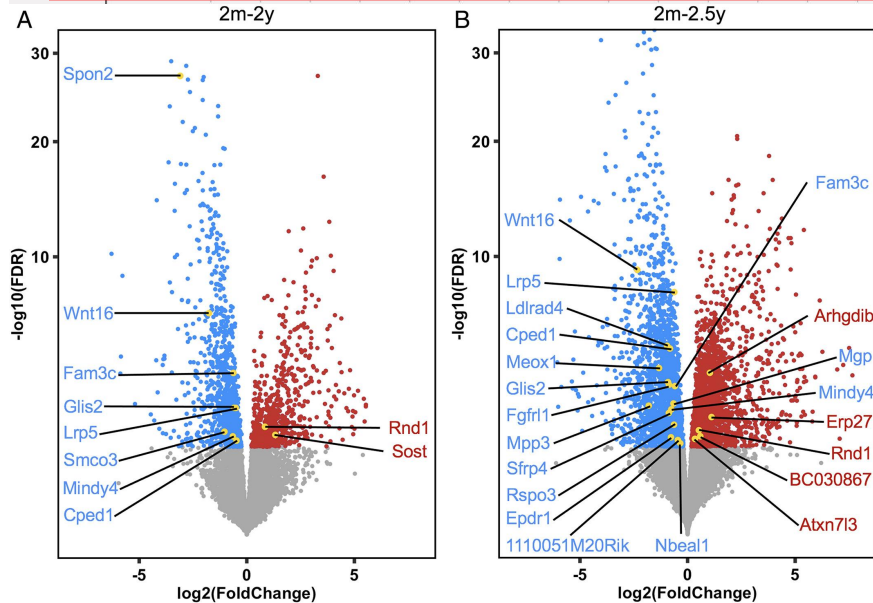 A
2m-2y
30
20
10
-log10(FDR)
Spon2
Wnt16
Fam3c
Glis2
Lrp5
Smco3
Mindy4
Cped1
Rnd1
Sost
-5
0
5
log2(FoldChange)
B
2m-2.5y
30
20
10
-log10(FDR)
Fam3c
Wnt16
Lrp5
Ldlrad4
Cped1
Meox1
Glis2
Fgfrl1
Mpp3
Sfrp4
Rspo3
Epdr1
1110051M20Rik
Nbeal1
Arhgdib
Mgp
Mindy4
Erp27
Rnd1
BC030867
Atxn7l3
-5
0
5
log2(FoldChange)